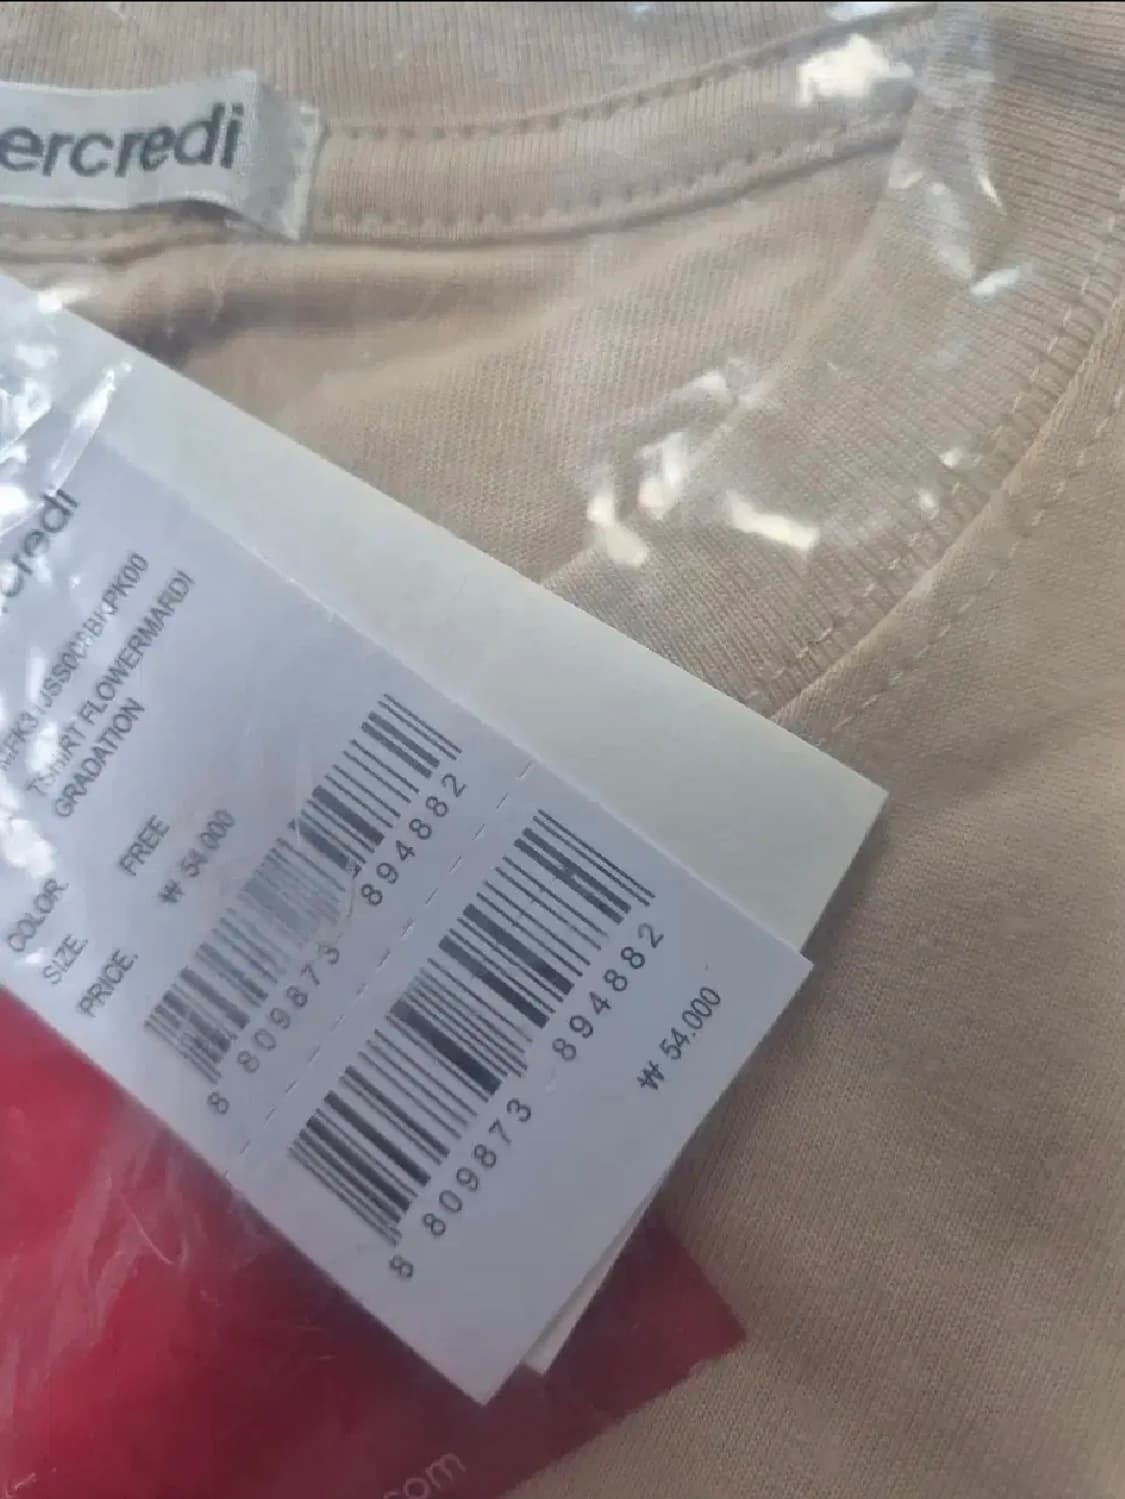 ercredi
credi
TSHIRT FLOWERMARDI
GRADATION
COLOR.
SIZE. FREE
PRICE. ₩ 54.000
8 809873 894882
8 809873 894882
₩ 54.000
com